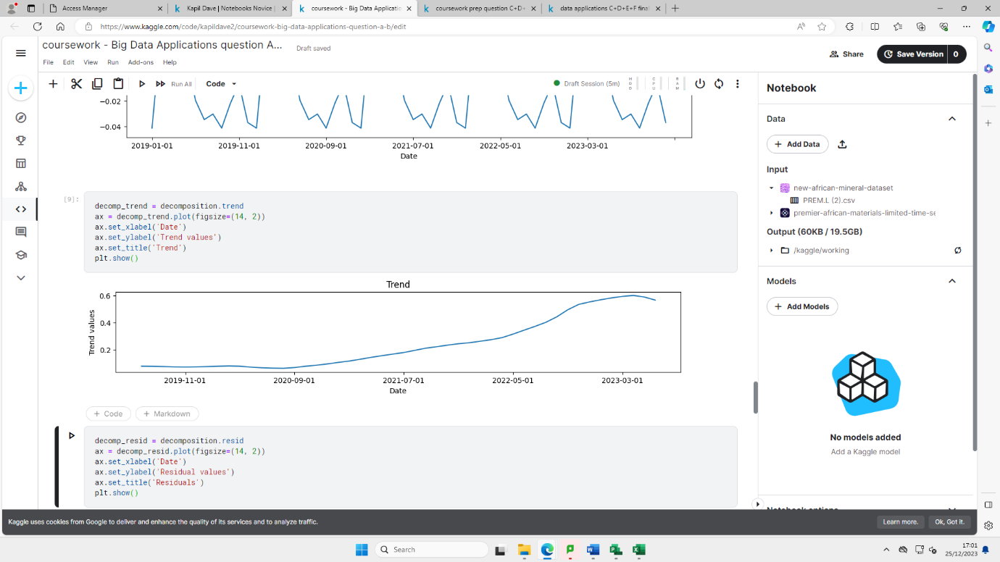 Access Manager
Kapil Dave | Notebooks Novice |
coursework - Big Data Applicatio
coursework prep question C+D+
data applications C+D+E+F final
https://www.kaggle.com/code/kapildave2/coursework-big-data-applications-question-a-b/edit
coursework - Big Data Applications question A...
Draft saved
Share
Save Version
0
File Edit View Run Add-ons Help
Run All
Code
Draft Session (5m)
HDD
CPU
RAM
−0.02
−0.04
2019-01-01 2019-11-01 2020-09-01 2021-07-01 2022-05-01 2023-03-01
Date
[9]:
decomp_trend = decomposition.trend
ax = decomp_trend.plot(figsize=(14, 2))
ax.set_xlabel('Date')
ax.set_ylabel('Trend values')
ax.set_title('Trend')
plt.show()
Trend
Trend values
0.6
0.4
0.2
2019-11-01 2020-09-01 2021-07-01 2022-05-01 2023-03-01
Date
+ Code
+ Markdown
decomp_resid = decomposition.resid
ax = decomp_resid.plot(figsize=(14, 2))
ax.set_xlabel('Date')
ax.set_ylabel('Residual values')
ax.set_title('Residuals')
plt.show()
Notebook
Data
+ Add Data
Input
new-african-mineral-dataset
PREM.L (2).csv
premier-african-materials-limited-time-se
Output (60KB / 19.5GB)
/kaggle/working
Models
+ Add Models
No models added
Add a Kaggle model
Notebook options
Kaggle uses cookies from Google to deliver and enhance the quality of its services and to analyze traffic.
Learn more.
Ok, Got it.
Search
17:01
25/12/2023